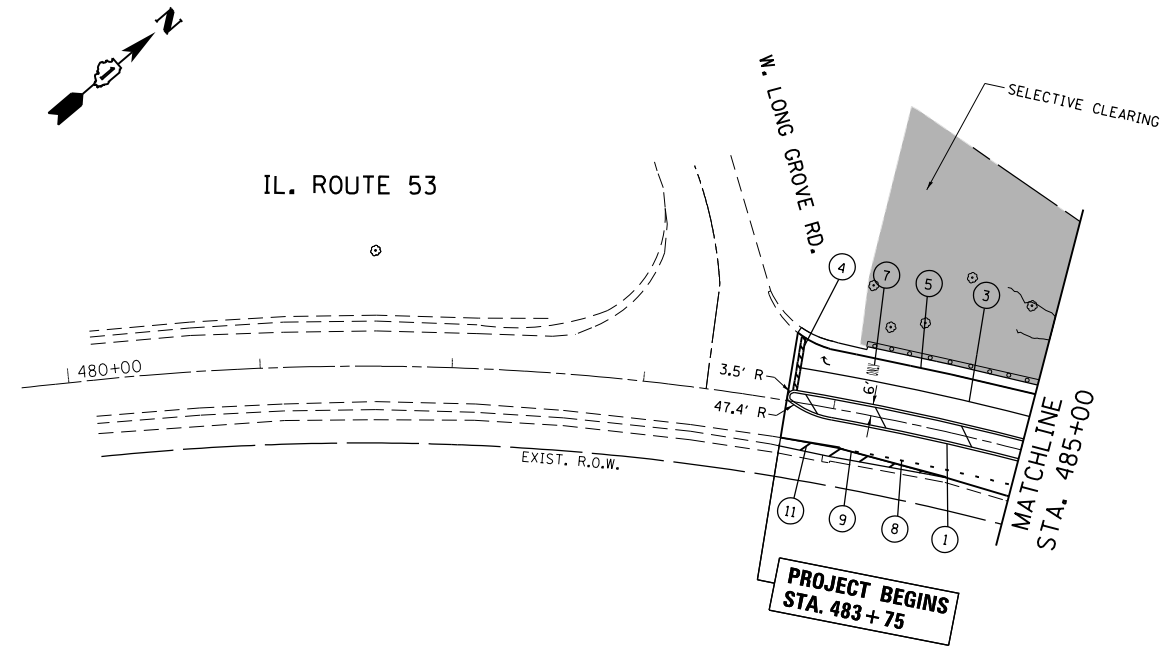 N
SELECTIVE CLEARING
W. LONG GROVE RD.
IL. ROUTE 53
4
7
5
3
480+00
3.5' R
47.4' R
6'
ONLY
EXIST. R.O.W.
MATCHLINE
STA. 485+00
11
9
8
1
PROJECT BEGINS
STA. 483+75